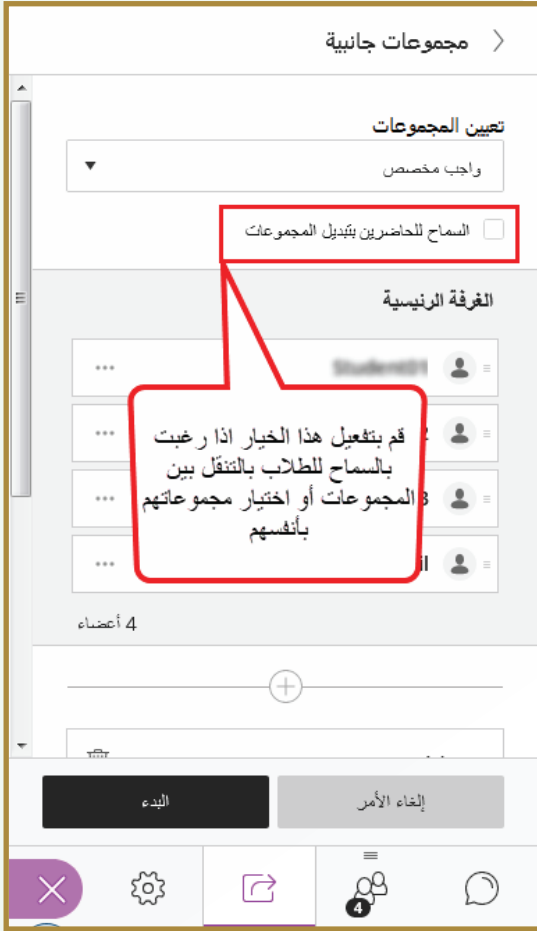 مجموعات جانبية
تعيين المجموعات
واجب مخصص
السماح للحاضرين بتبديل المجموعات
الغرفة الرئيسية
قم بتفعيل هذا الخيار اذا رغبت
بالسماح للطلاب بالتنقل بين
المجموعات أو اختيار مجموعاتهم
بأنفسهم
4 أعضاء
إلغاء الأمر
البدء
4